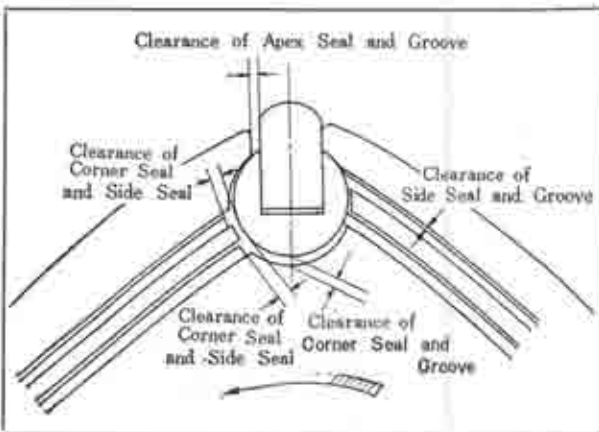 Clearance of Apex Seal and Groove
Clearance of
Corner Seal
and Side Seal
Clearance of
Side Seal and Groove
Clearance of
Corner Seal
and -Side Seal
Clearance of
Corner Seal and
Groove